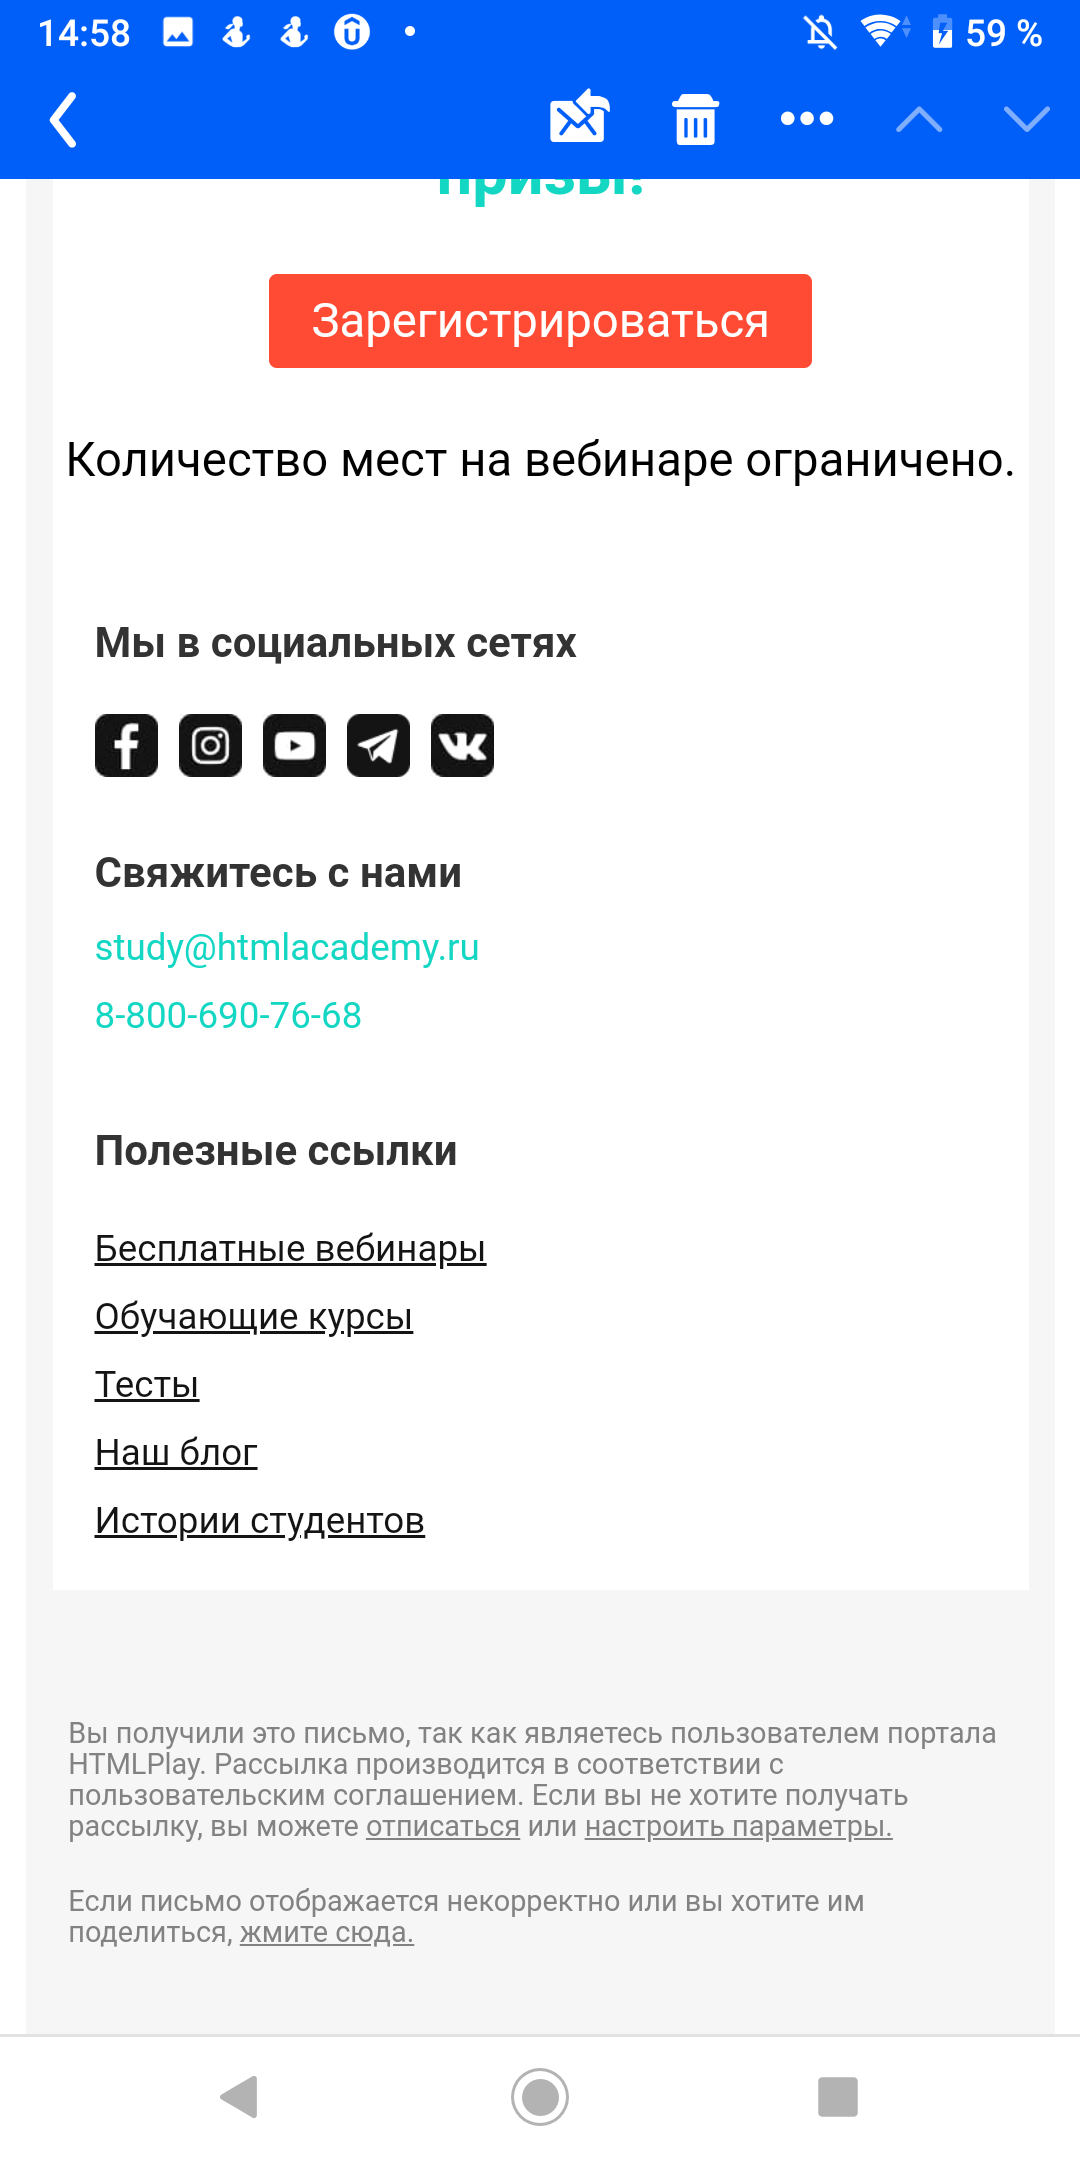 14:58
59 %
призы!
Зарегистрироваться
Количество мест на вебинаре ограничено.
Мы в социальных сетях
Свяжитесь с нами
study@htmlacademy.ru
8-800-690-76-68
Полезные ссылки
Бесплатные вебинары
Обучающие курсы
Тесты
Наш блог
Истории студентов
Вы получили это письмо, так как являетесь пользователем портала
HTMLPlay. Рассылка производится в соответствии с
пользовательским соглашением. Если вы не хотите получать
рассылку, вы можете отписаться или настроить параметры.
Если письмо отображается некорректно или вы хотите им
поделиться, жмите сюда.